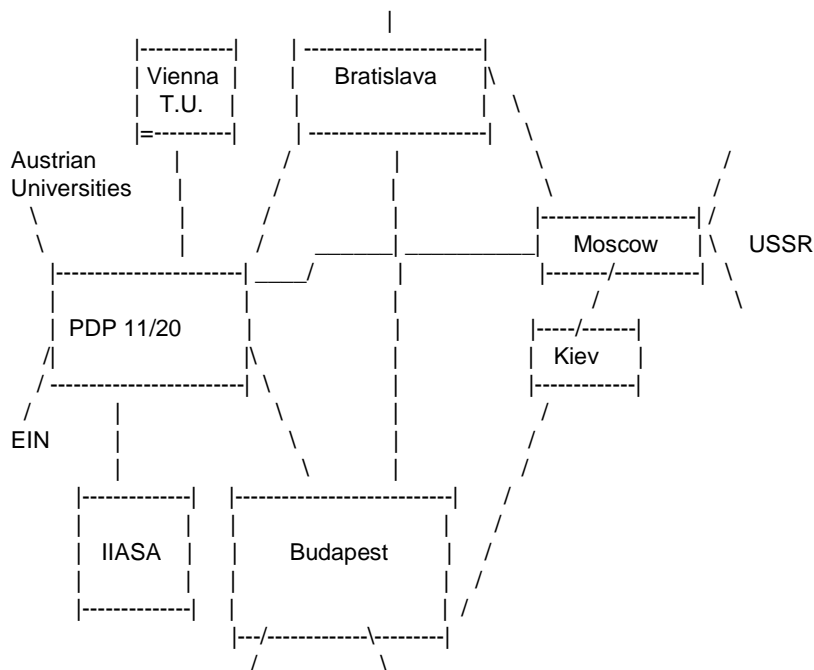 Vienna
T.U.
Bratislava
Austrian
Universities
Moscow
USSR
PDP 11/20
Kiev
EIN
IIASA
Budapest